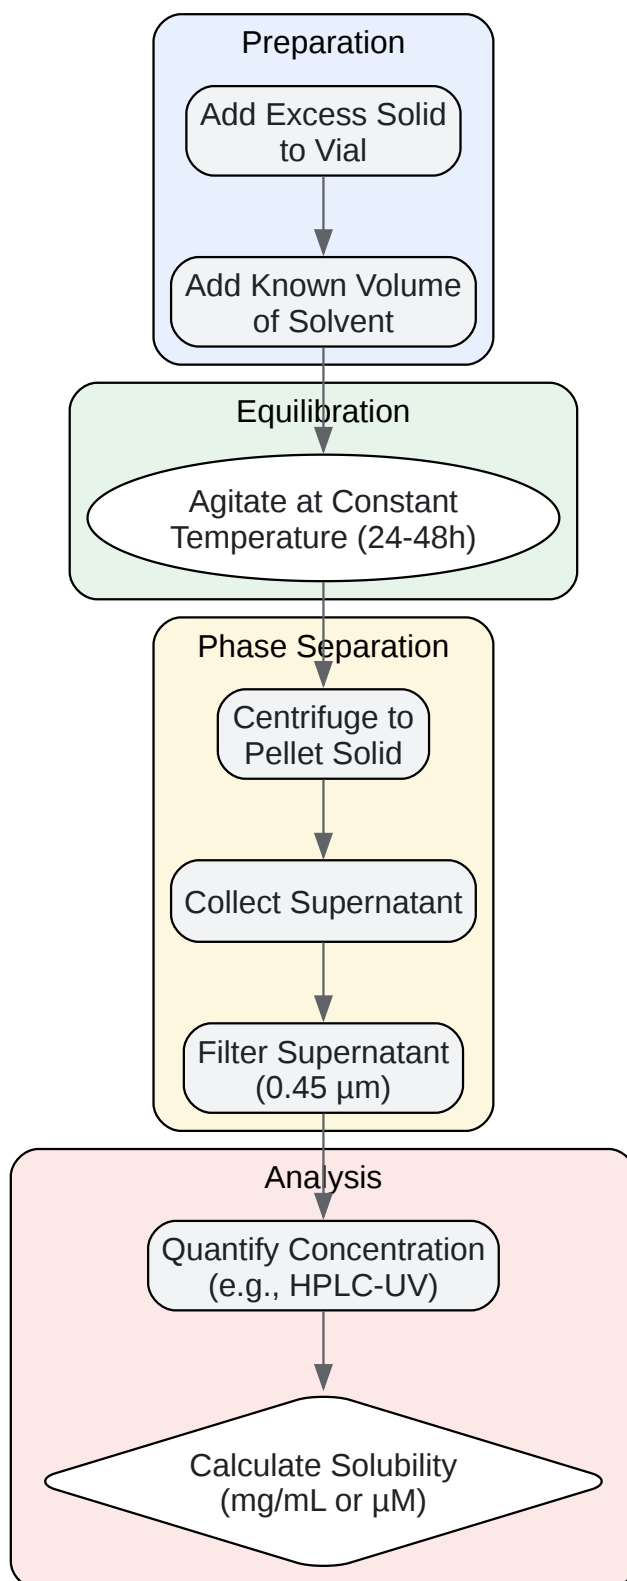 Preparation
Add Excess Solid
to Vial
Add Known Volume
of Solvent
Equilibration
Agitate at Constant
Temperature (24-48h)
Phase Separation
Centrifuge to
Pellet Solid
Collect Supernatant
Filter Supernatant
(0.45 µm)
Analysis
Quantify Concentration
(e.g., HPLC-UV)
Calculate Solubility
(mg/mL or µM)